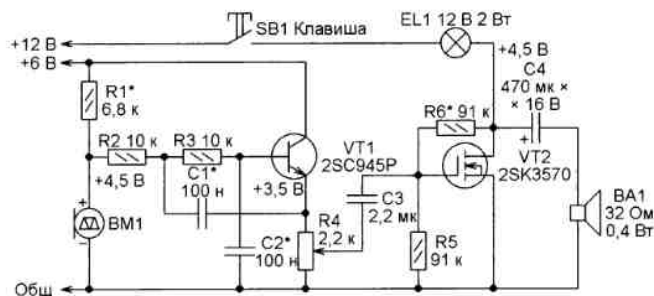 +12 В
SB1 Клавиша
EL1 12 В 2 Вт
+6 В
+4,5 В
C4
470 мк ×
× 16 В
R1*
6,8 к
R6* 91 к
R2 10 к
R3 10 к
VT1
2SC945P
VT2
2SK3570
+4,5 В
C1*
100 н
+3,5 В
C3
2,2 мк
BA1
32 Ом
0,4 Вт
+
+
−
BM1
R4
2,2 к
R5
91 к
C2*
100 н
Общ